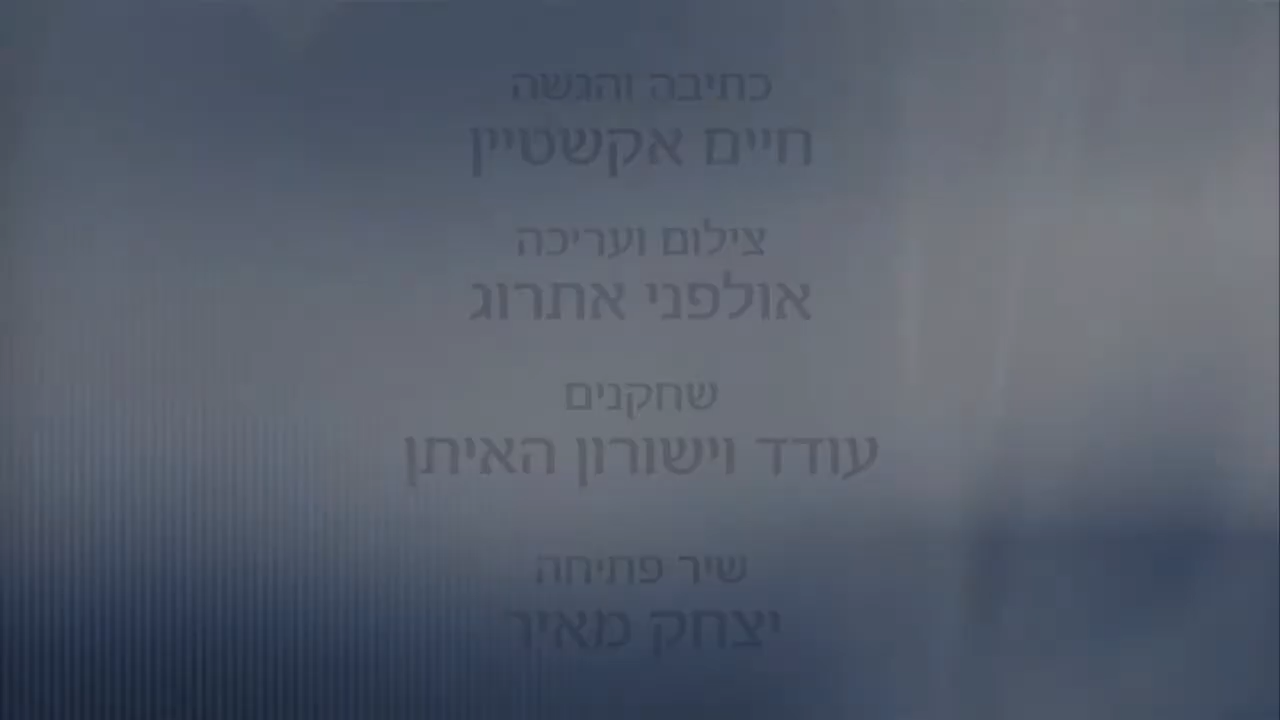 כתיבה והגשה
חיים אקשטיין
צילום ועריכה
אולפני אתרוג
שחקנים
עודד וישורון האיתן
שיר פתיחה
יצחק מאיר